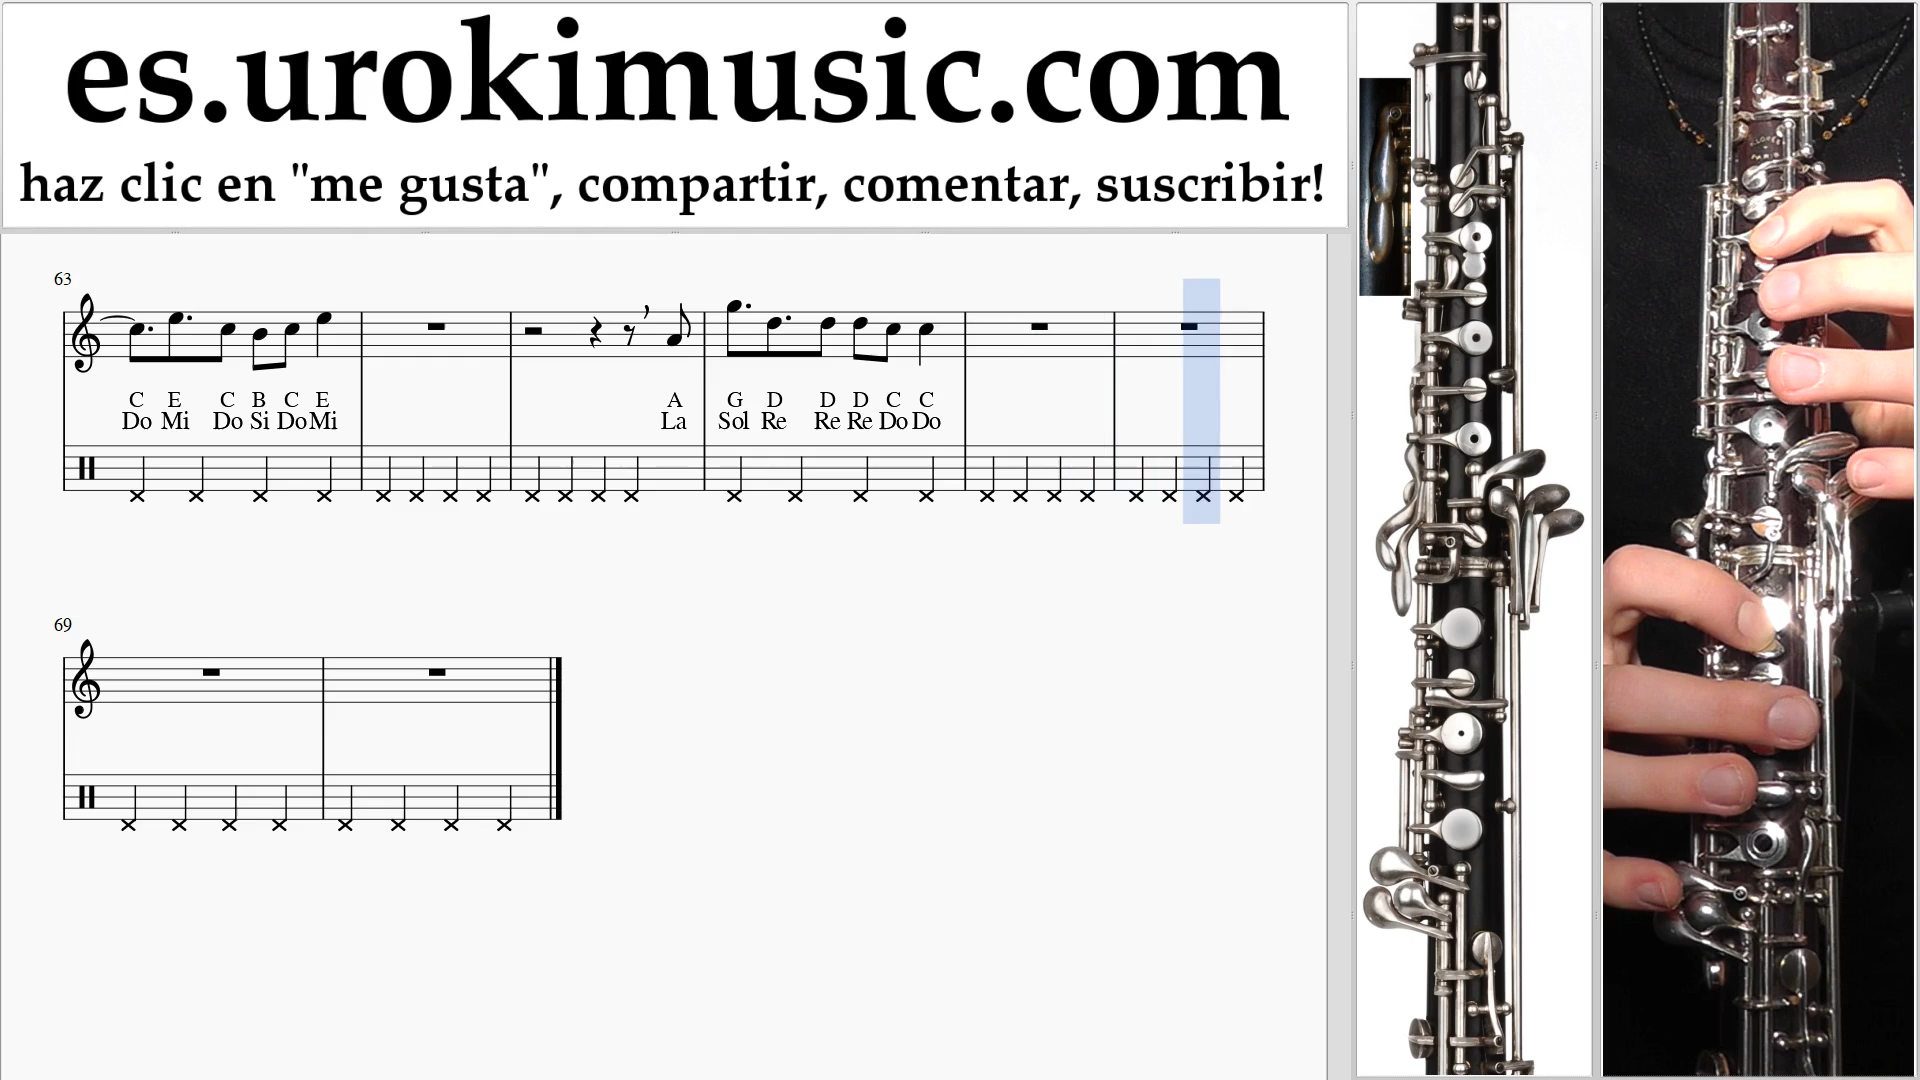 es.urokimusic.com
haz clic en "me gusta", compartir, comentar, suscribir!
63
C E C B C E A G D D D C C
Do Mi Do Si Do Mi La Sol Re Re Re Do Do
69